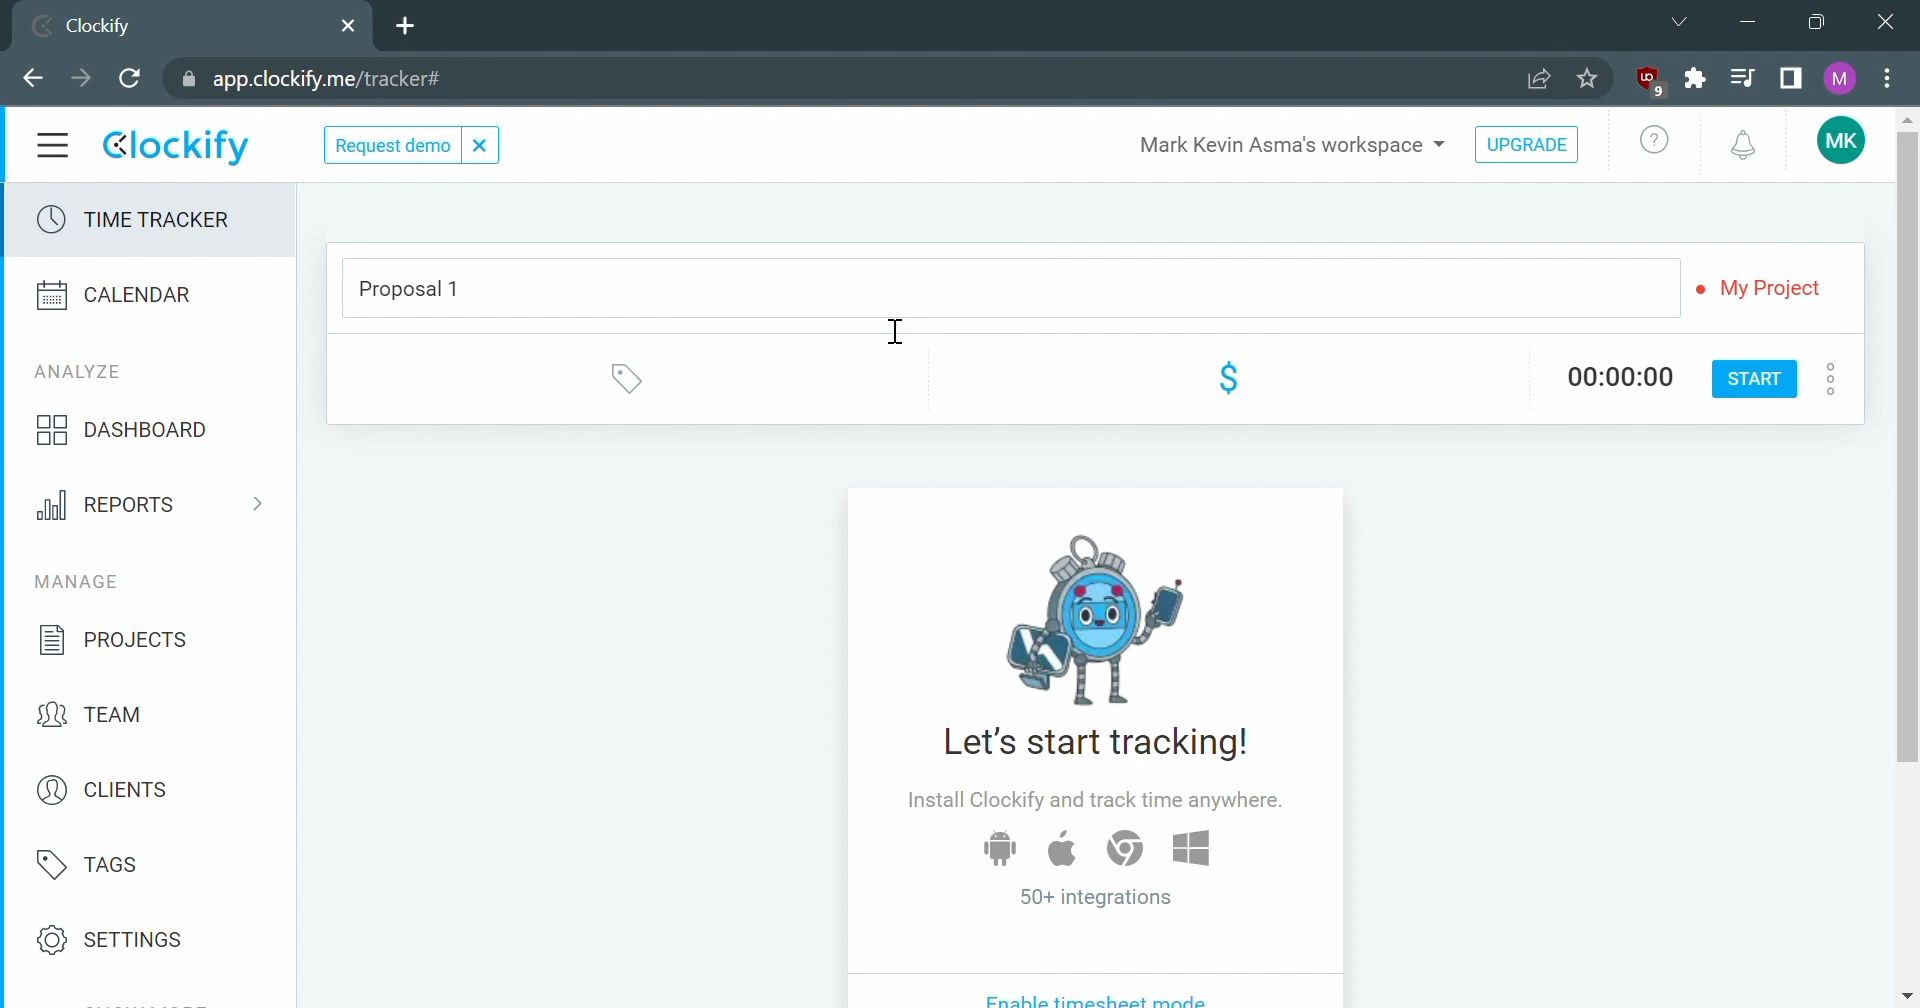 Clockify
app.clockify.me/tracker#
9
M
Clockify
Request demo
Mark Kevin Asma's workspace
UPGRADE
?
MK
TIME TRACKER
CALENDAR
ANALYZE
DASHBOARD
REPORTS
MANAGE
PROJECTS
TEAM
CLIENTS
TAGS
SETTINGS
Proposal 1
My Project
$
00:00:00
START
Let's start tracking!
Install Clockify and track time anywhere.
50+ integrations
Enable timesheet mode